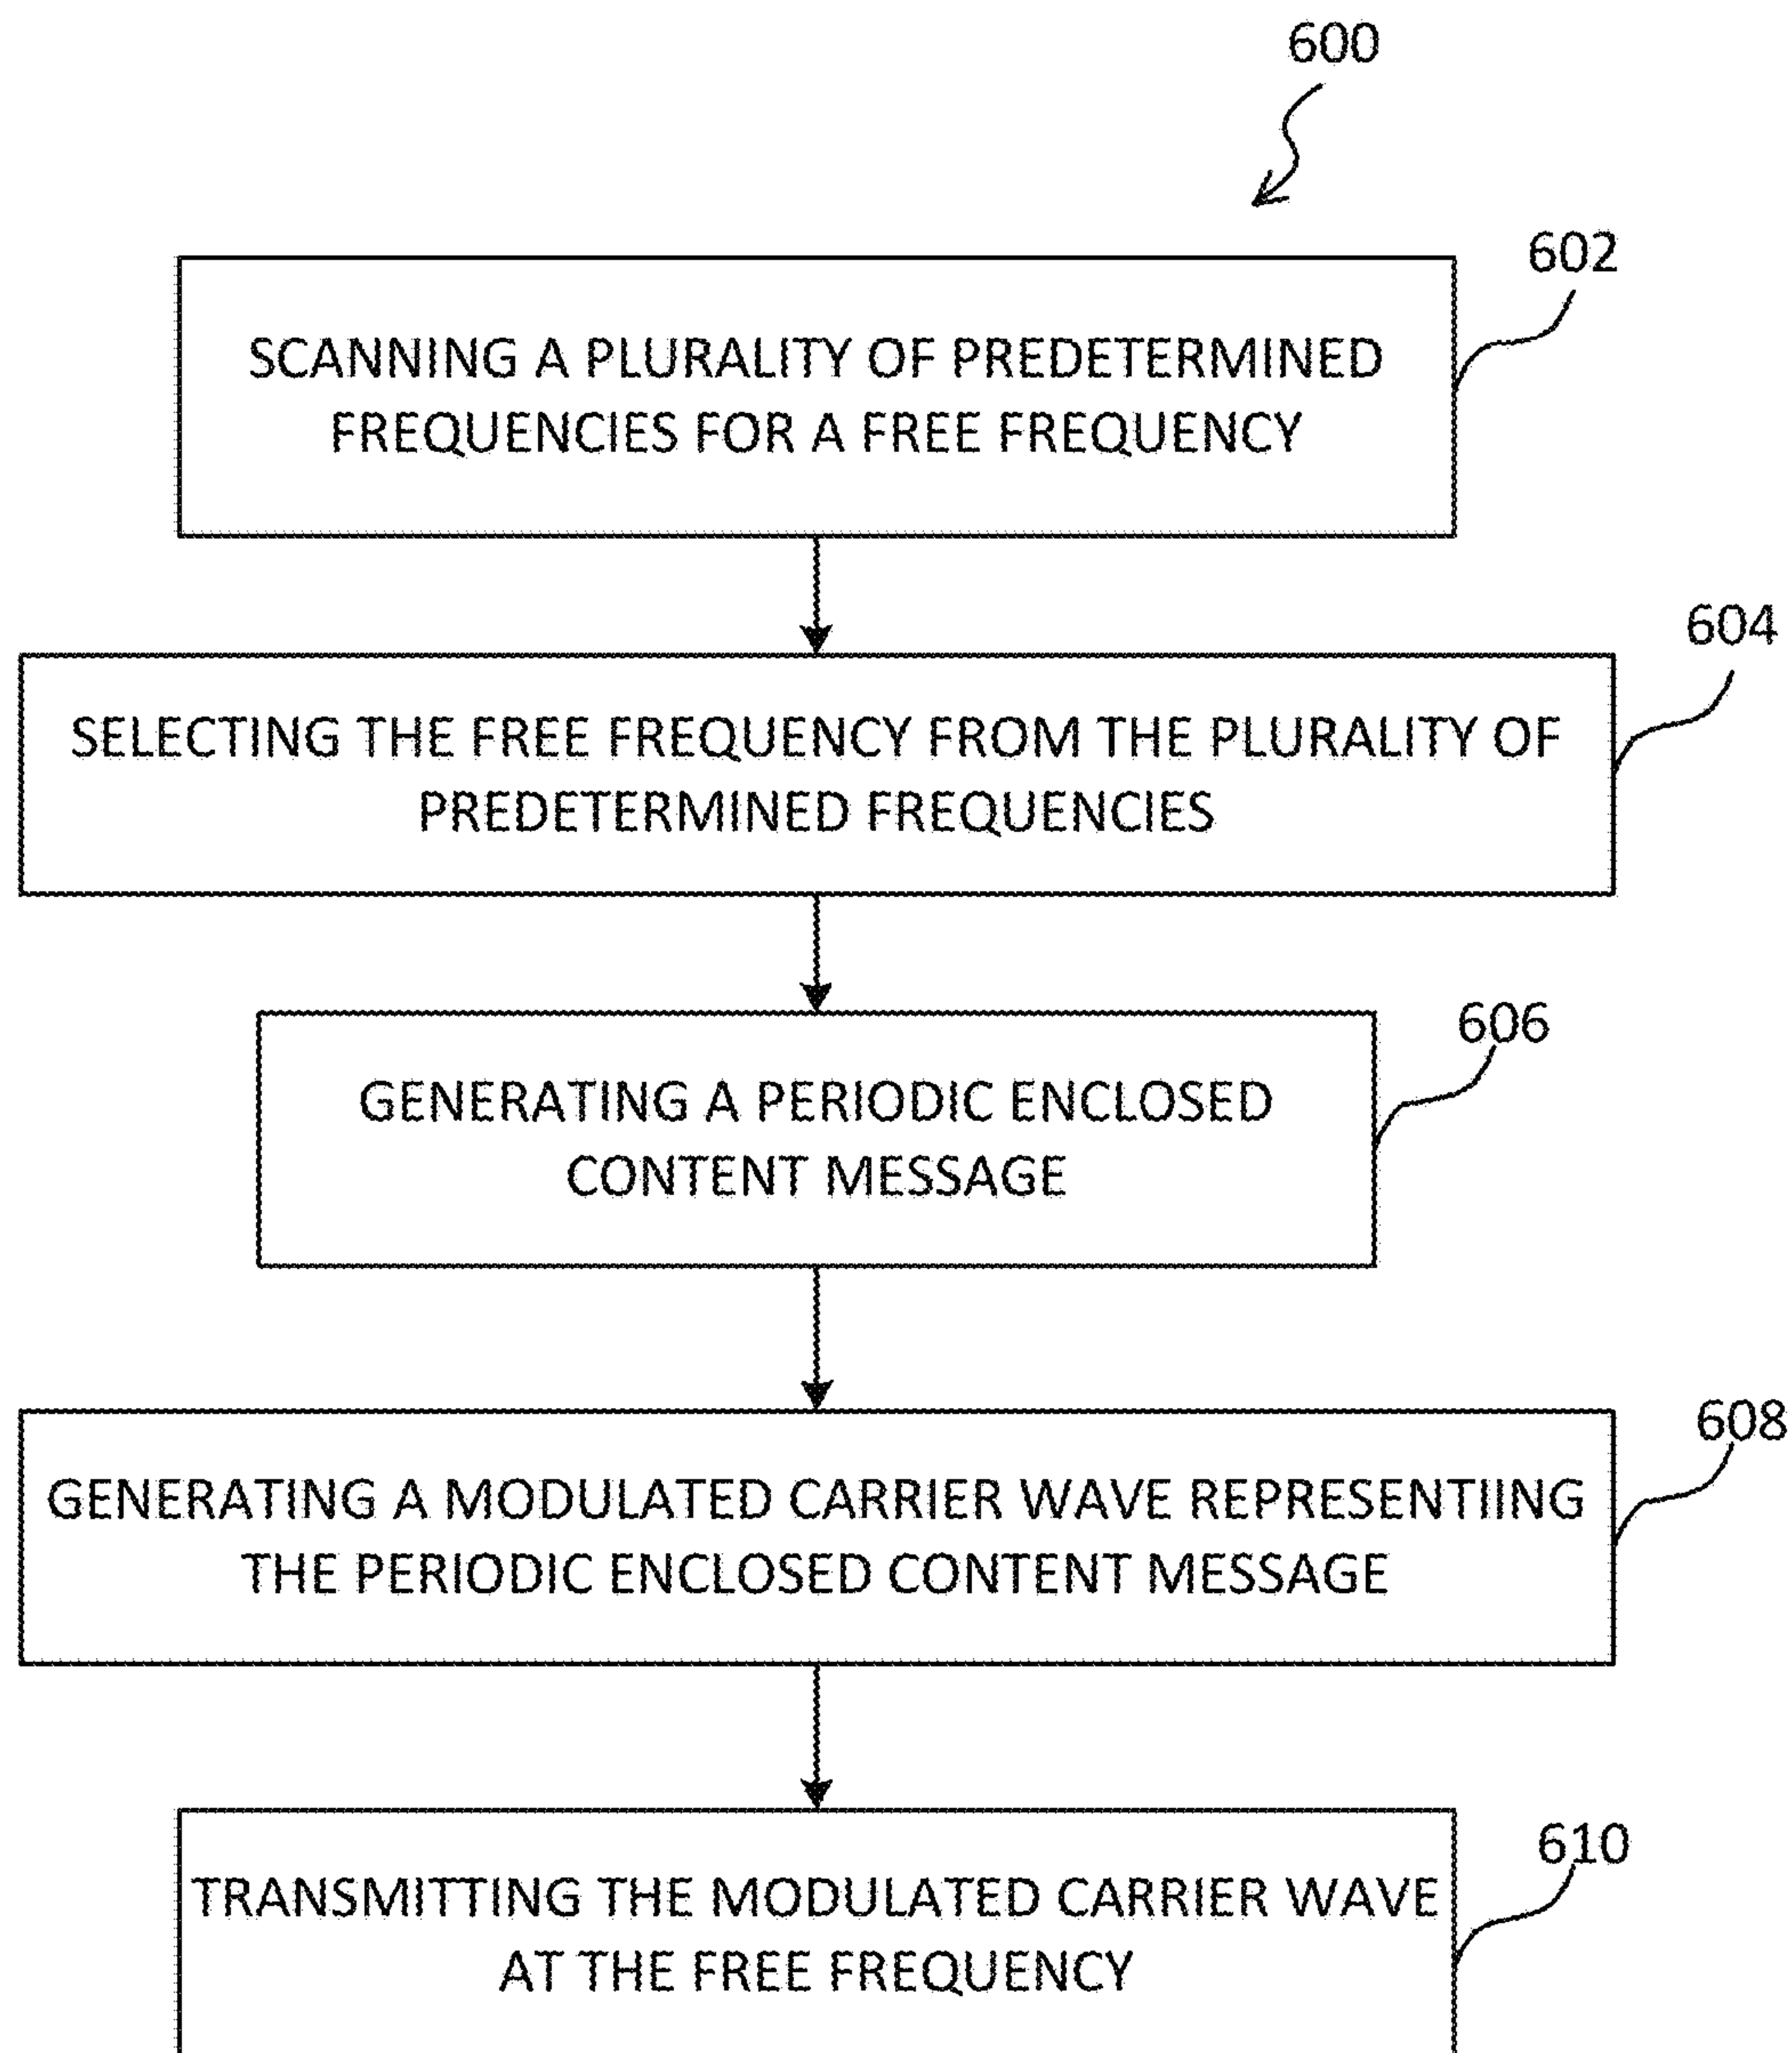 600
602
SCANNING A PLURALITY OF PREDETERMINED
FREQUENCIES FOR A FREE FREQUENCY
604
SELECTING THE FREE FREQUENCY FROM THE PLURALITY OF
PREDETERMINED FREQUENCIES
606
GENERATING A PERIODIC ENCLOSED
CONTENT MESSAGE
608
GENERATING A MODULATED CARRIER WAVE REPRESENTIING
THE PERIODIC ENCLOSED CONTENT MESSAGE
610
TRANSMITTING THE MODULATED CARRIER WAVE
AT THE FREE FREQUENCY